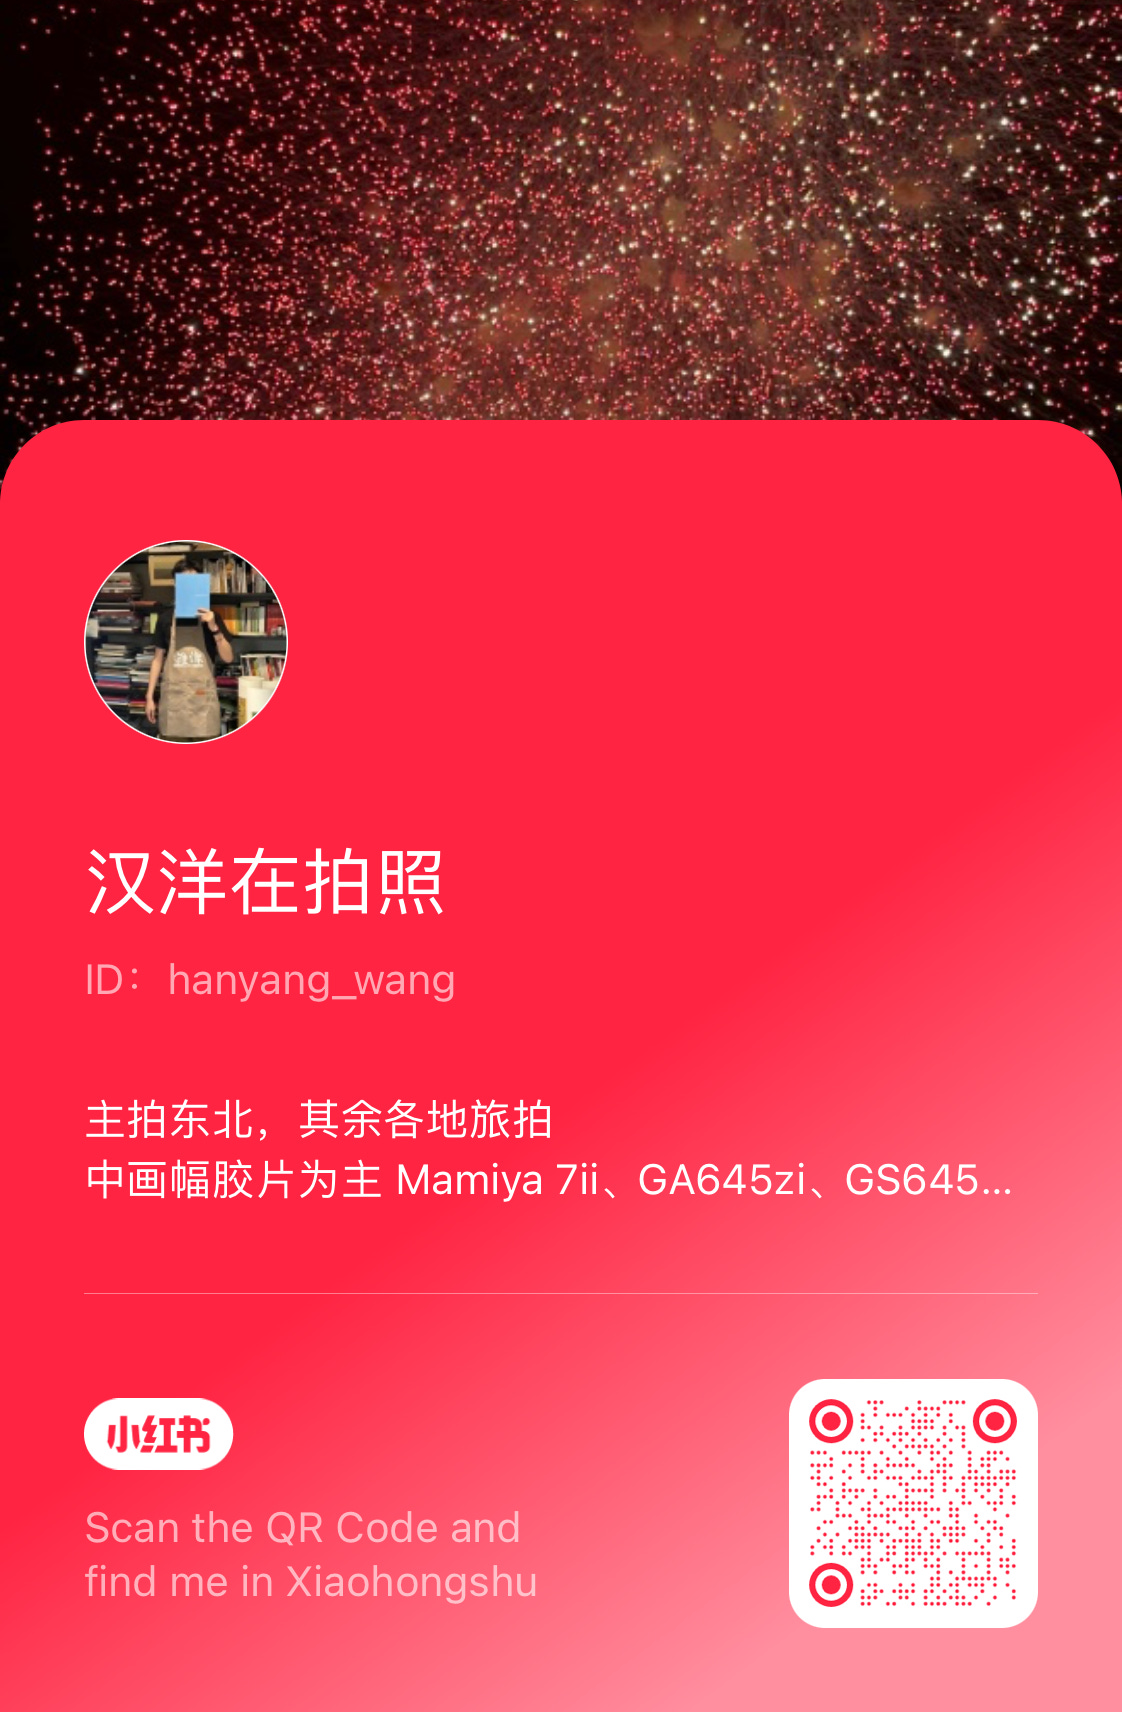 汉洋在拍照
ID：hanyang_wang
主拍东北，其余各地旅拍
中画幅胶片为主 Mamiya 7ii、GA645zi、GS645...
小红书
Scan the QR Code and
find me in Xiaohongshu